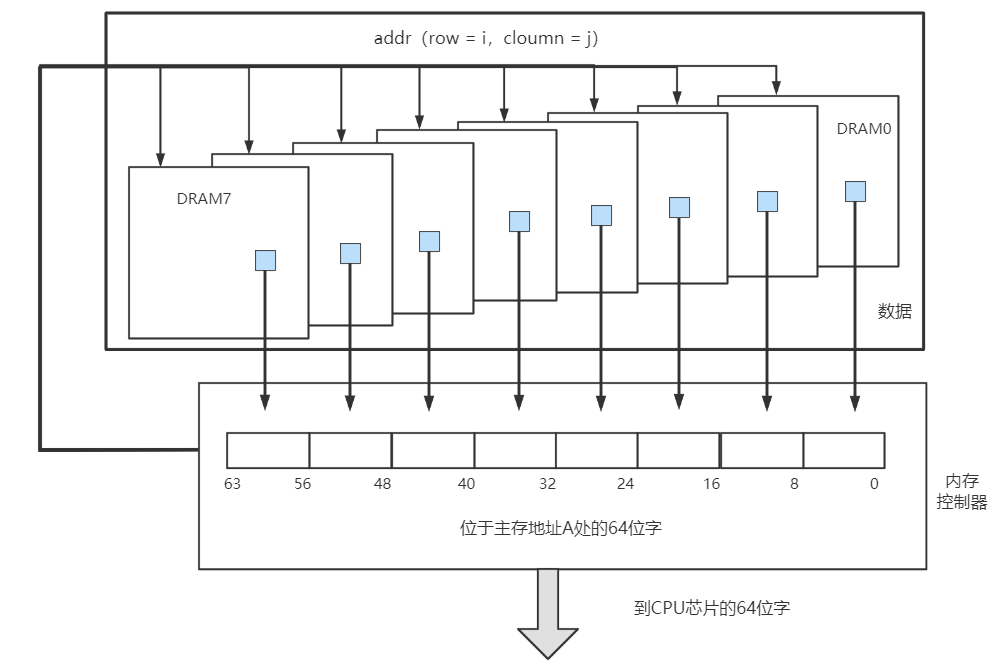 addr（row = i，cloumn = j）
DRAM0
DRAM7
数据
63 56 48 40 32 24 16 8 0
内存
控制器
位于主存地址A处的64位字
到CPU芯片的64位字